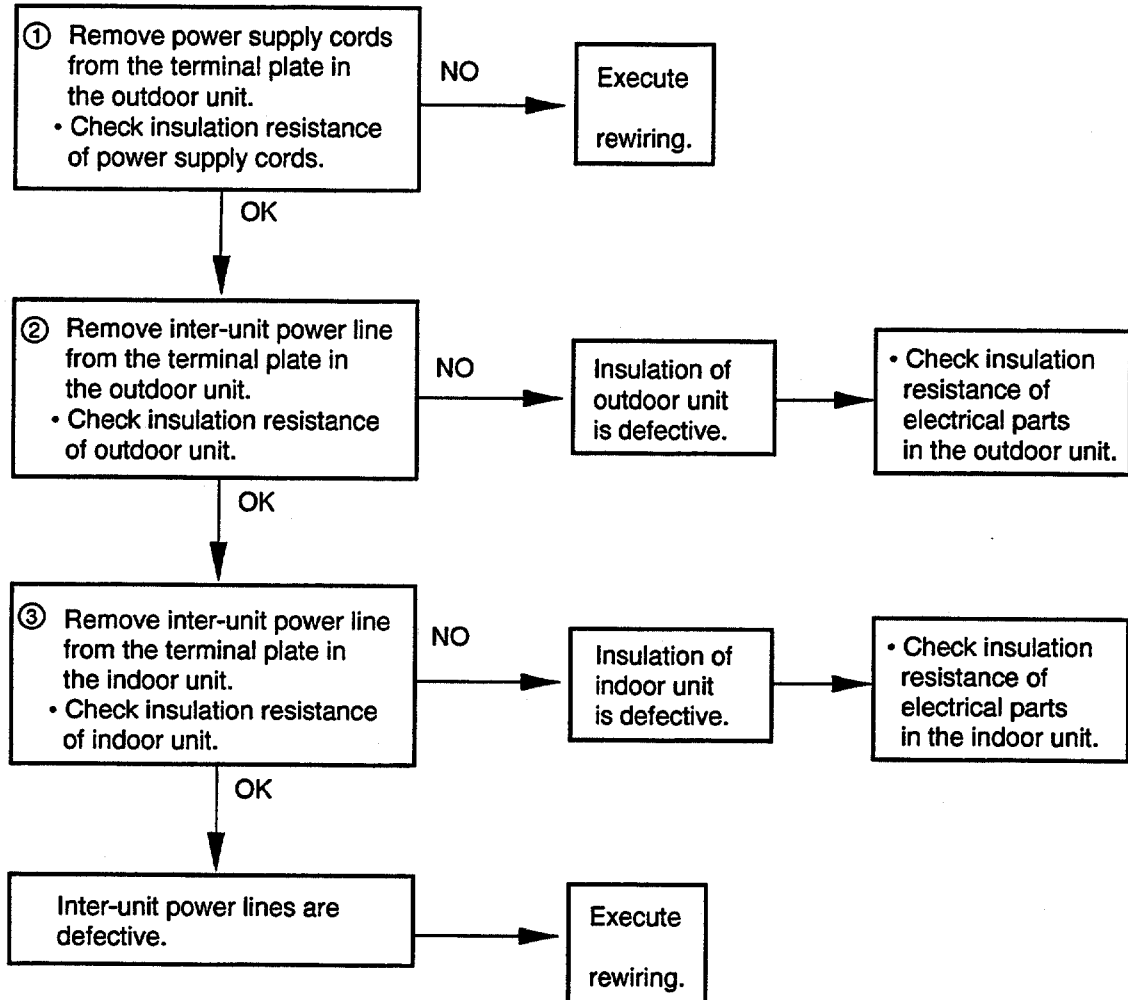 ① Remove power supply cords
from the terminal plate in
the outdoor unit.
• Check insulation resistance
of power supply cords.
NO
Execute
rewiring.
OK
② Remove inter-unit power line
from the terminal plate in
the outdoor unit.
• Check insulation resistance
of outdoor unit.
NO
Insulation of
outdoor unit
is defective.
• Check insulation
resistance of
electrical parts
in the outdoor unit.
OK
③ Remove inter-unit power line
from the terminal plate in
the indoor unit.
• Check insulation resistance
of indoor unit.
NO
Insulation of
indoor unit
is defective.
• Check insulation
resistance of
electrical parts
in the indoor unit.
OK
Inter-unit power lines are
defective.
Execute
rewiring.